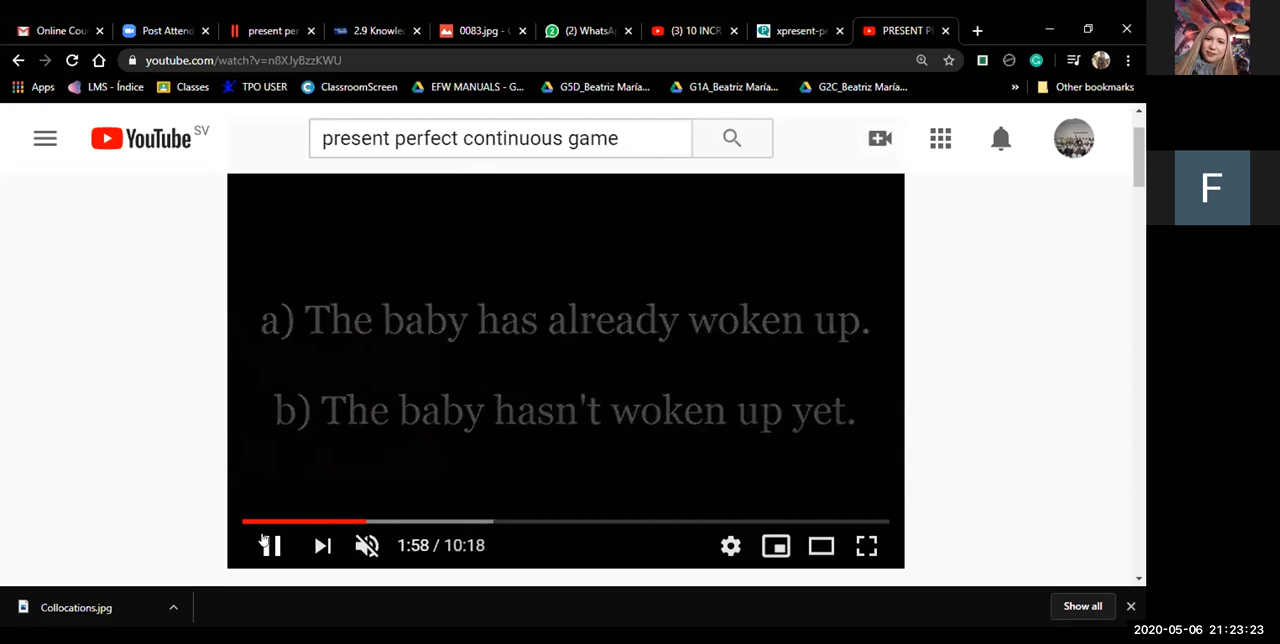 Online Cou
Post Attend
present per
2.9 Knowle
0083.jpg -
(2) WhatsA
(3) 10 INCR
xpresent-p
PRESENT P
youtube.com/watch?v=n8XJyBzzKWU
Apps
LMS - Índice
Classes
TPO USER
ClassroomScreen
EFW MANUALS - G...
G5D_Beatriz María...
G1A_Beatriz María...
G2C_Beatriz María...
»
Other bookmarks
YouTube SV
present perfect continuous game
F
a) The baby has already woken up.
b) The baby hasn't woken up yet.
1:58 / 10:18
Collocations.jpg
Show all
2020-05-06 21:23:23